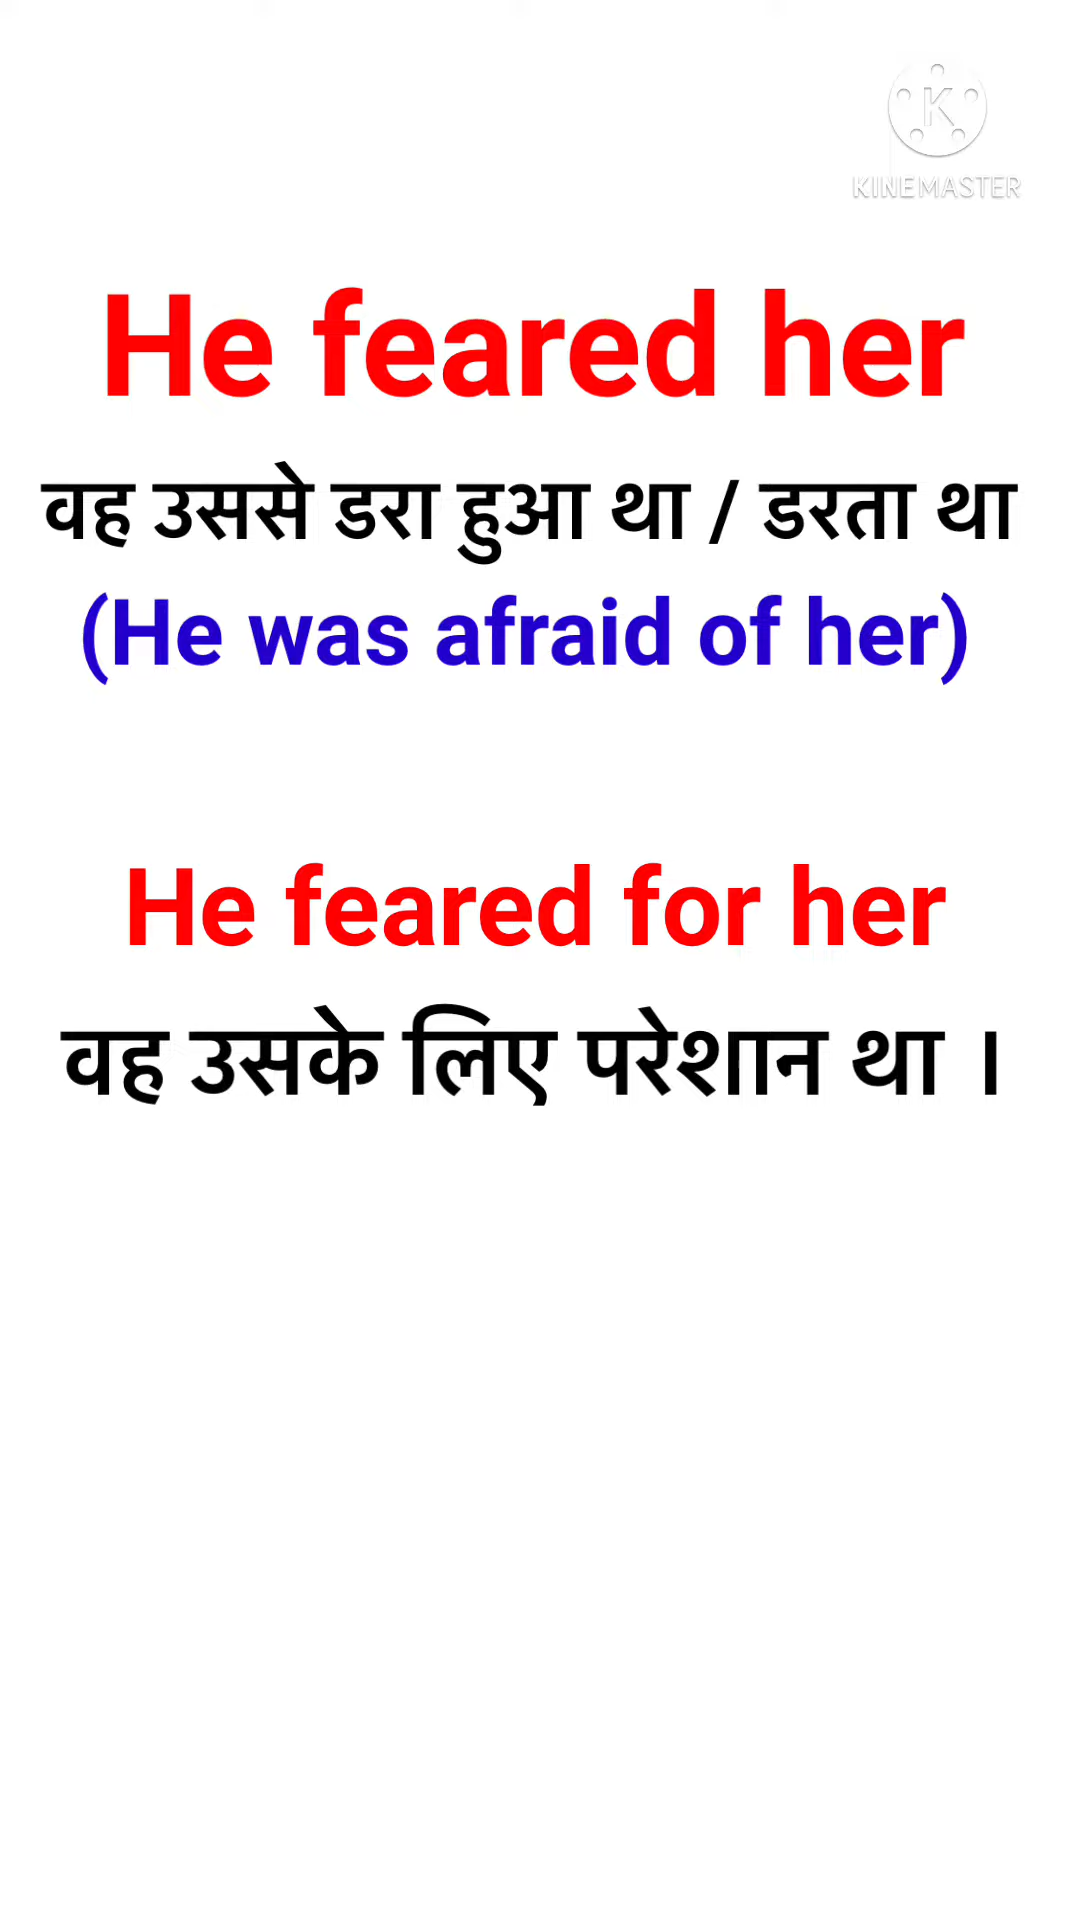 KINEMASTER
He feared her
वह उससे डरा हुआ था / डरता था
(He was afraid of her)
He feared for her
वह उसके लिए परेशान था ।